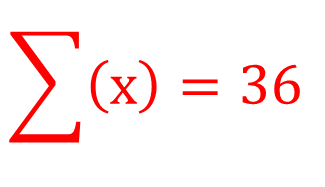 ∑(x) = 36